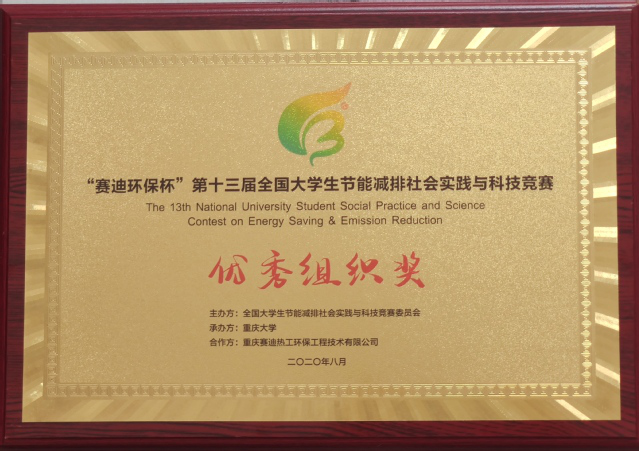 “赛迪环保杯”第十三届全国大学生节能减排社会实践与科技竞赛
The 13th National University Student Social Practice and Science
Contest on Energy Saving & Emission Reduction
优秀组织奖
主办方：全国大学生节能减排社会实践与科技竞赛委员会
承办方：重庆大学
合作方：重庆赛迪热工环保工程技术有限公司
二〇二〇年八月